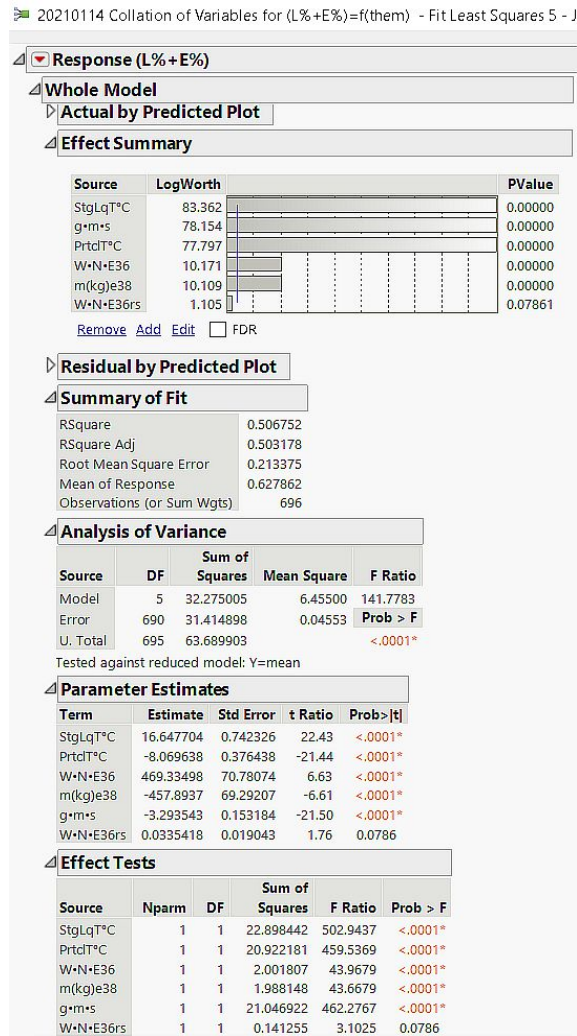 20210114 Collation of Variables for (L%+E%)=f(them) - Fit Least Squares 5 - J
Response (L%+E%)
Whole Model
Actual by Predicted Plot
Effect Summary
Source LogWorth PValue
StgLqT°C 83.362 0.00000
g•m•s 78.154 0.00000
PrtclT°C 77.797 0.00000
W•N•E36 10.171 0.00000
m(kg)e38 10.109 0.00000
W•N•E36rs 1.105 0.07861
Remove Add Edit FDR
Residual by Predicted Plot
Summary of Fit
RSquare 0.506752
RSquare Adj 0.503178
Root Mean Square Error 0.213375
Mean of Response 0.627862
Observations (or Sum Wgts) 696
Analysis of Variance
Sum of
Source DF Squares Mean Square F Ratio
Model 5 32.275005 6.45500 141.7783
Error 690 31.414898 0.04553 Prob > F
U. Total 695 63.689903 <.0001*
Tested against reduced model: Y=mean
Parameter Estimates
Term Estimate Std Error t Ratio Prob>|t|
StgLqT°C 16.647704 0.742326 22.43 <.0001*
PrtclT°C -8.069638 0.376438 -21.44 <.0001*
W•N•E36 469.33498 70.78074 6.63 <.0001*
m(kg)e38 -457.8937 69.29207 -6.61 <.0001*
g•m•s -3.293543 0.153184 -21.50 <.0001*
W•N•E36rs 0.0335418 0.019043 1.76 0.0786
Effect Tests
Sum of
Source Nparm DF Squares F Ratio Prob > F
StgLqT°C 1 1 22.898442 502.9437 <.0001*
PrtclT°C 1 1 20.922181 459.5369 <.0001*
W•N•E36 1 1 2.001807 43.9679 <.0001*
m(kg)e38 1 1 1.988148 43.6679 <.0001*
g•m•s 1 1 21.046922 462.2767 <.0001*
W•N•E36rs 1 1 0.141255 3.1025 0.0786